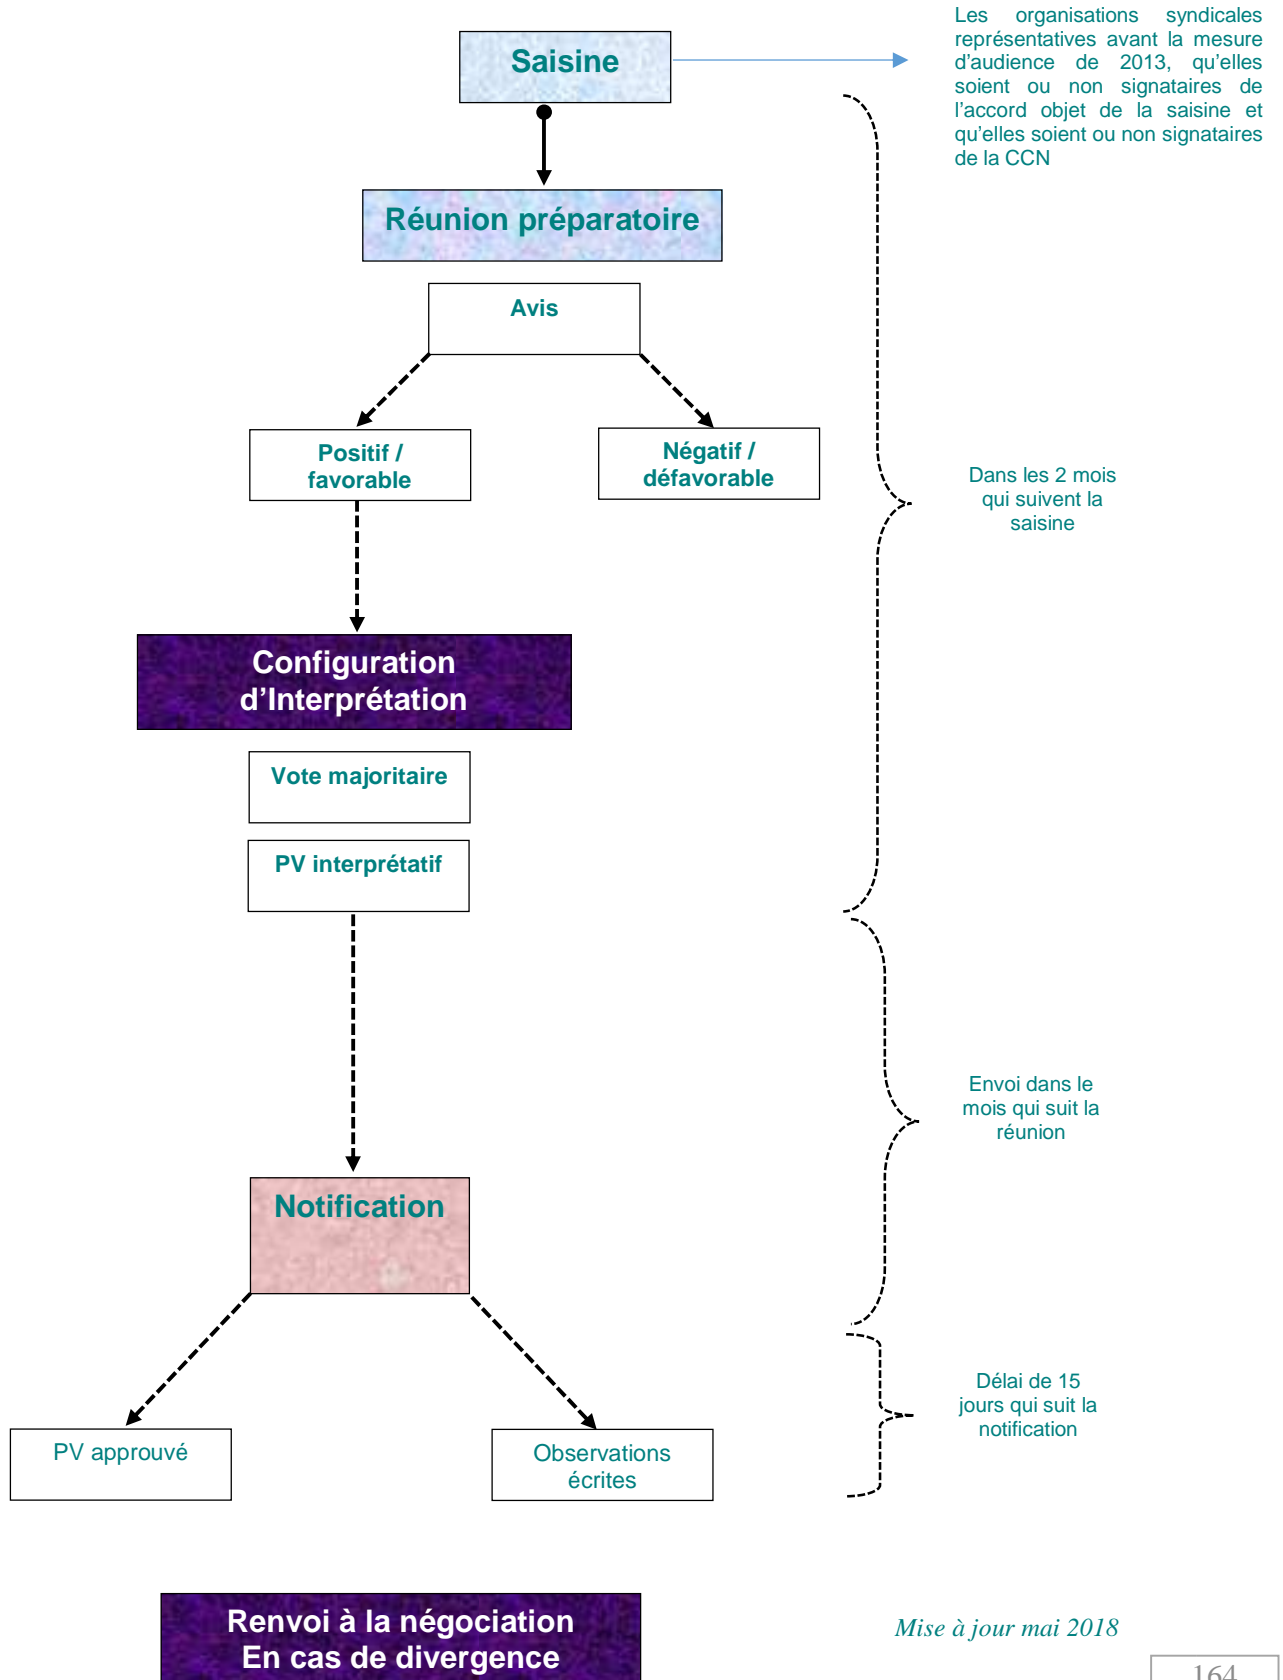 Saisine
Les organisations syndicales
représentatives avant la mesure
d’audience de 2013, qu’elles
soient ou non signataires de
l’accord objet de la saisine et
qu’elles soient ou non signataires
de la CCN
Réunion préparatoire
Avis
Positif /
favorable
Négatif /
défavorable
Dans les 2 mois
qui suivent la
saisine
Configuration
d’Interprétation
Vote majoritaire
PV interprétatif
Envoi dans le
mois qui suit la
réunion
Notification
Délai de 15
jours qui suit la
notification
PV approuvé
Observations
écrites
Renvoi à la négociation
En cas de divergence
Mise à jour mai 2018
164